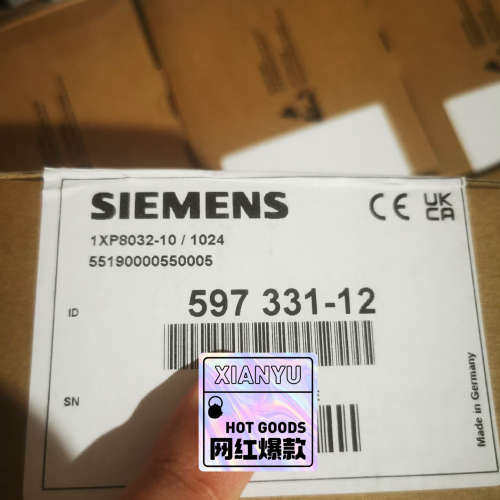 SIEMENS
CE UK CA
1XP8032-10 / 1024
55190000550005
ID
597 331-12
SN
XIANYU
HOT GOODS
网红爆款
Made in Germany